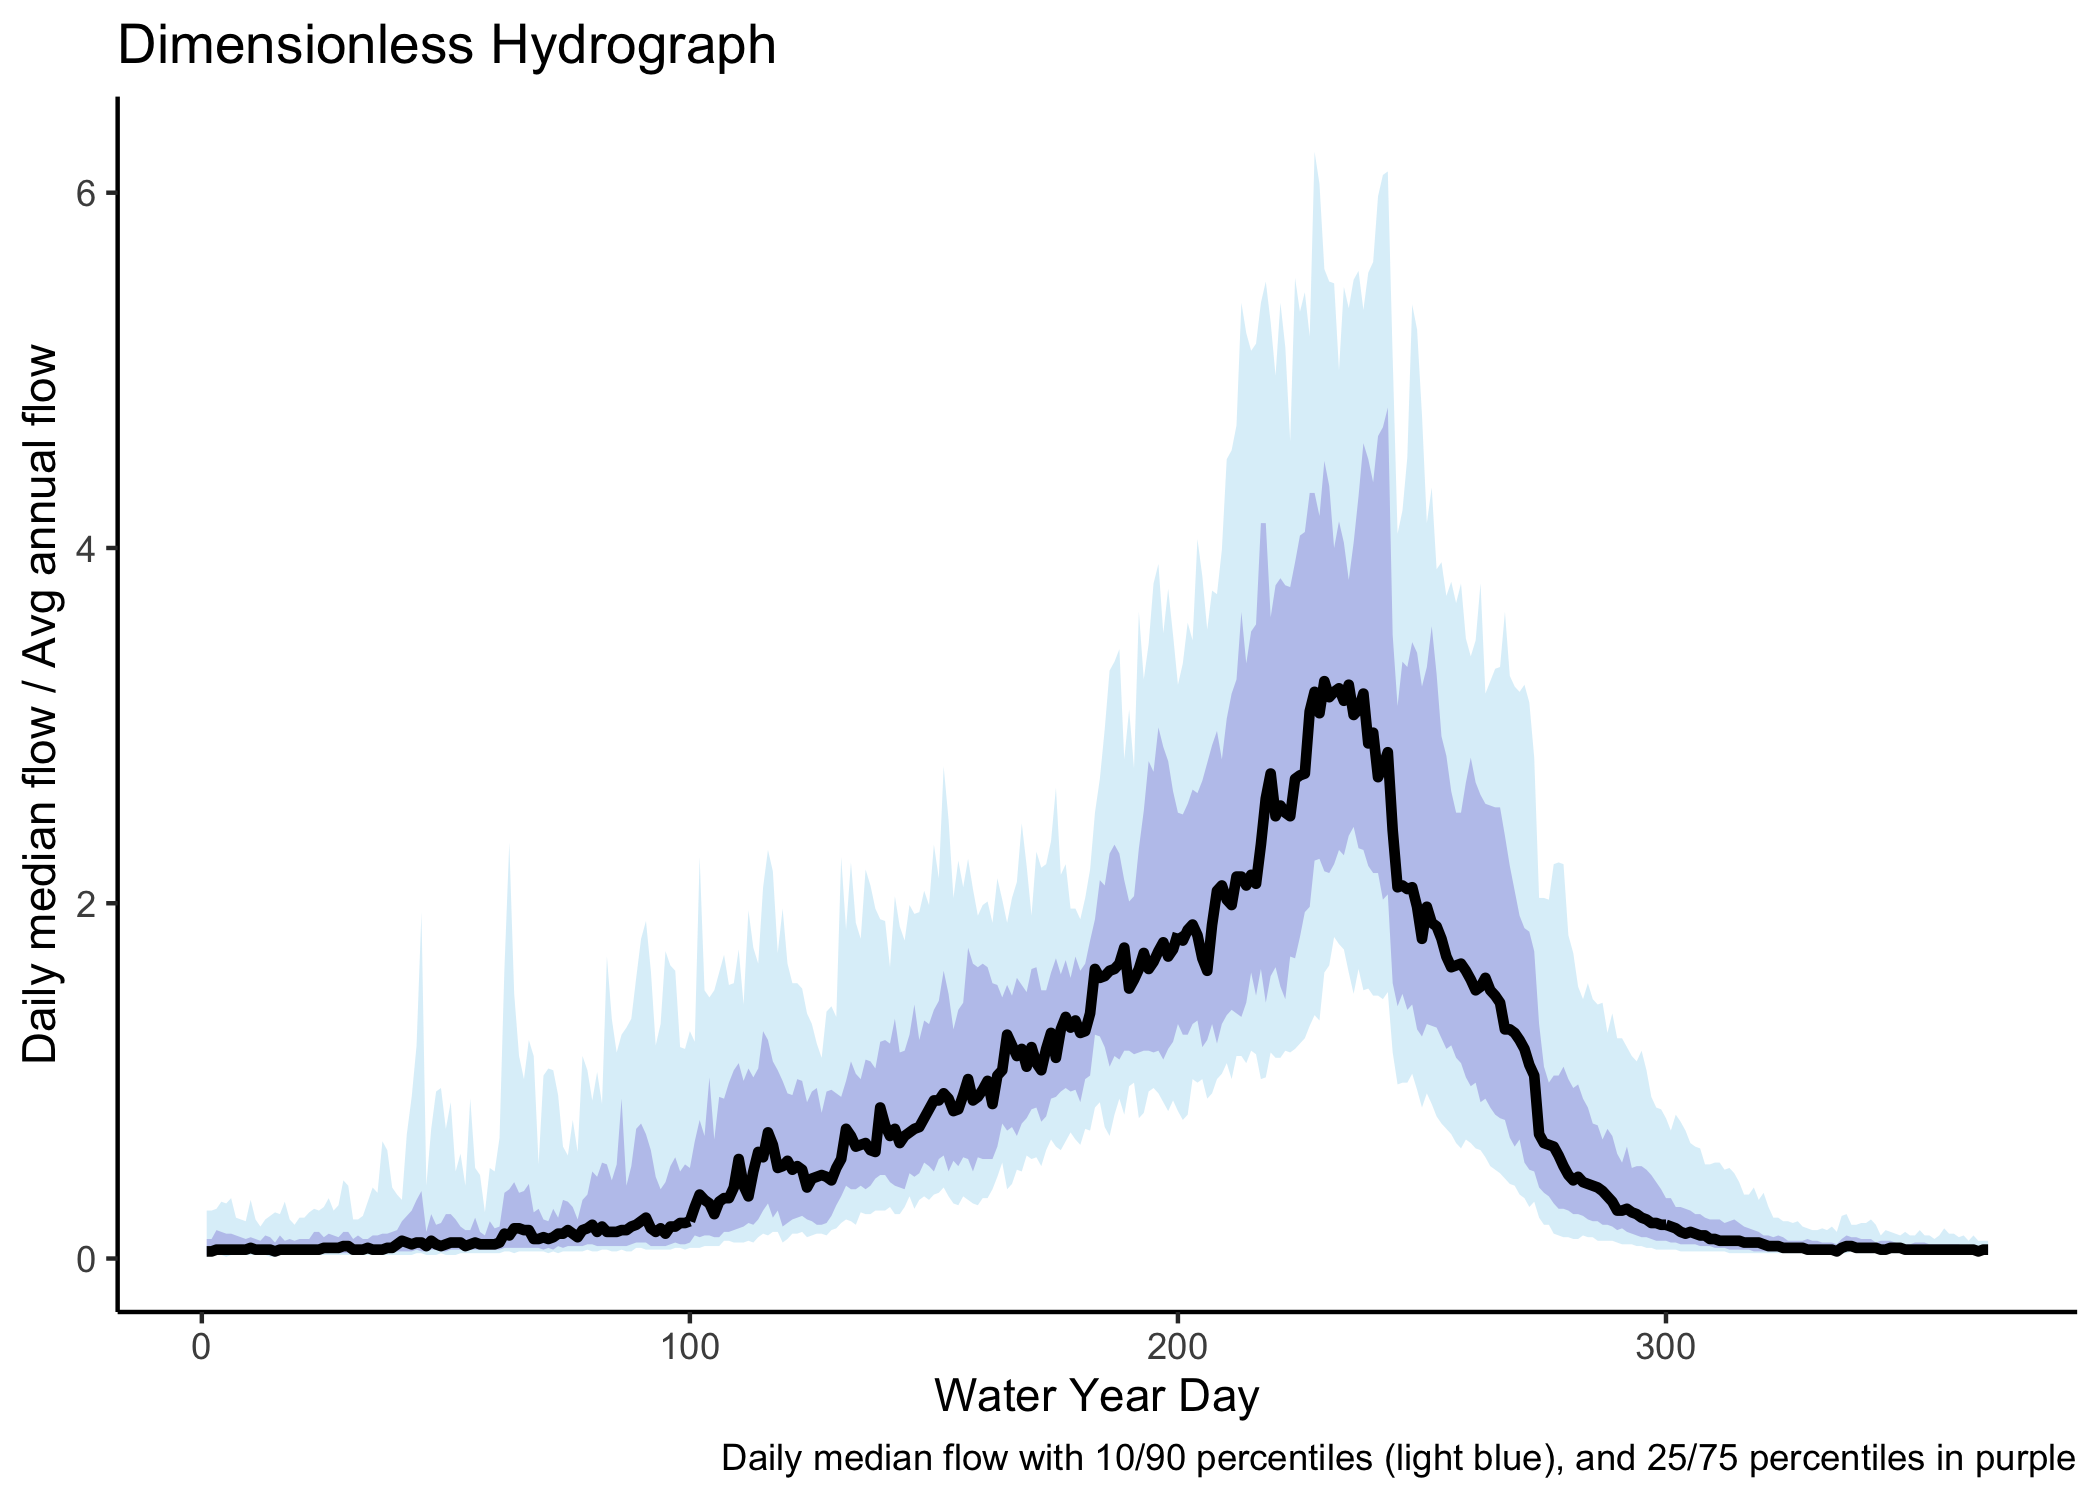 Dimensionless Hydrograph
Daily median flow / Avg annual flow
6
4
2
0
0 100 200 300
Water Year Day
Daily median flow with 10/90 percentiles (light blue), and 25/75 percentiles in purple